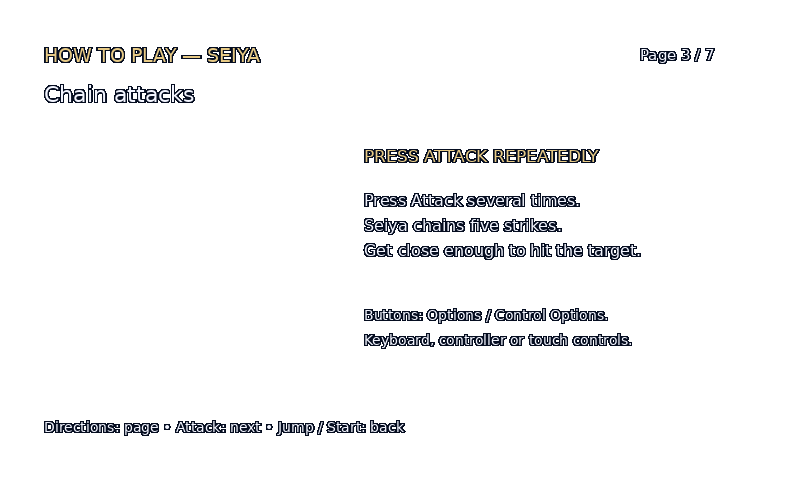 HOW TO PLAY — SEIYA
Page 3 / 7
Chain attacks
PRESS ATTACK REPEATEDLY
Press Attack several times.
Seiya chains five strikes.
Get close enough to hit the target.
Buttons: Options / Control Options.
Keyboard, controller or touch controls.
Directions: page • Attack: next • Jump / Start: back